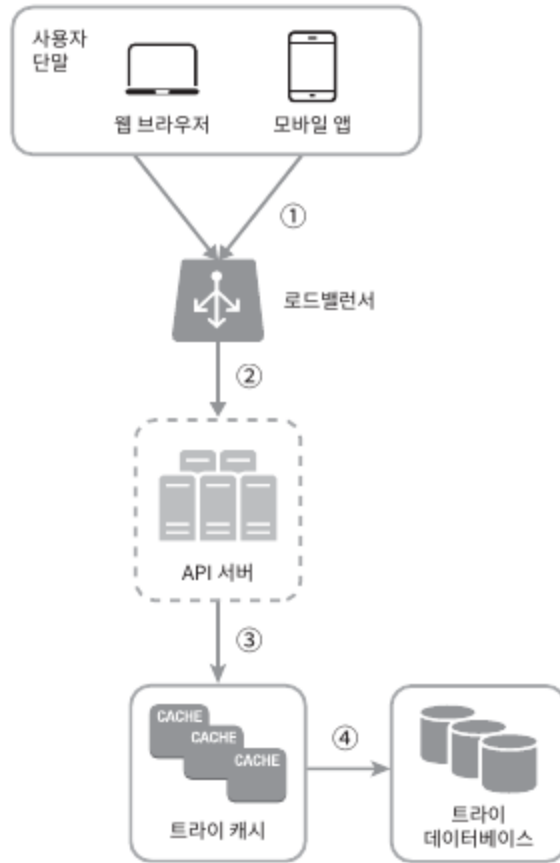 사용자
단말
웹 브라우저
모바일 앱
①
로드밸런서
②
API 서버
③
CACHE
CACHE
CACHE
④
트라이 캐시
트라이
데이터베이스